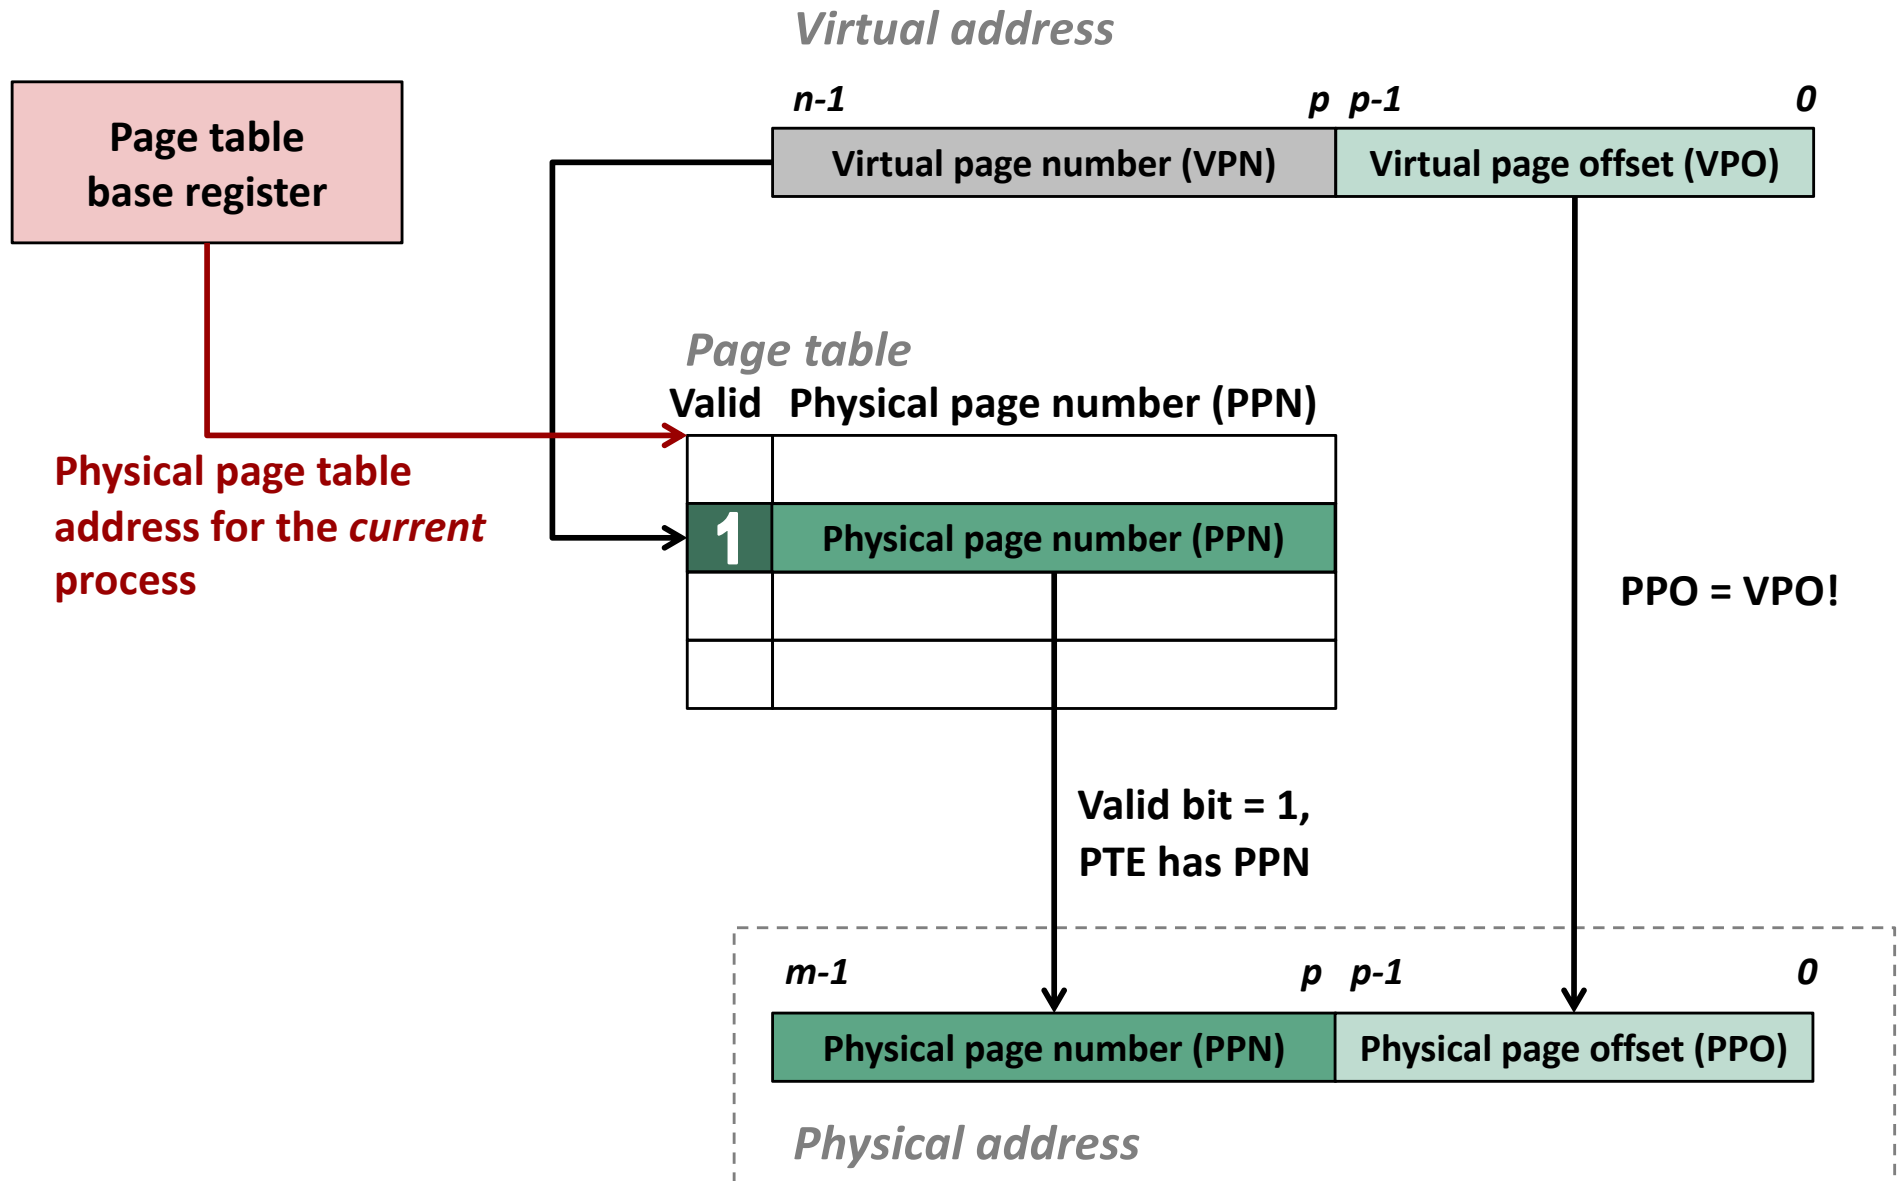 Virtual address
n-1 p p-1 0
Page table
base register
Virtual page number (VPN) Virtual page offset (VPO)
Page table
Valid Physical page number (PPN)
Physical page table
address for the current
process
1 Physical page number (PPN)
PPO = VPO!
Valid bit = 1,
PTE has PPN
m-1 p p-1 0
Physical page number (PPN) Physical page offset (PPO)
Physical address